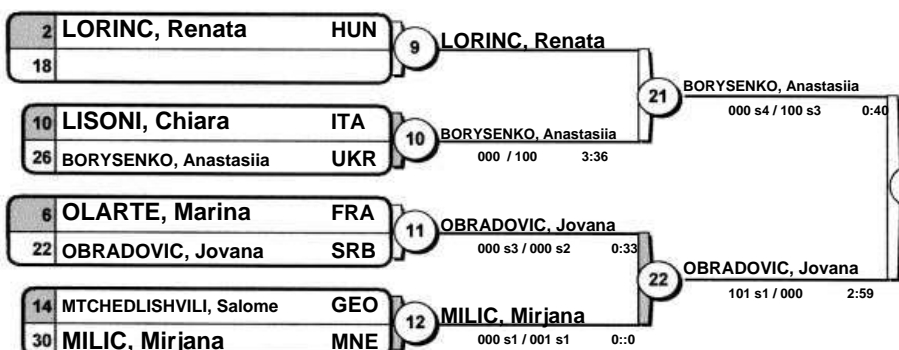 2 LORINC, Renata HUN
18
9
LORINC, Renata
10 LISONI, Chiara ITA
26 BORYSENKO, Anastasiia UKR
10
BORYSENKO, Anastasiia
000 / 100 3:36
21
BORYSENKO, Anastasiia
000 s4 / 100 s3 0:40
6 OLARTE, Marina FRA
22 OBRADOVIC, Jovana SRB
11
OBRADOVIC, Jovana
000 s3 / 000 s2 0:33
14 MTCHEDLISHVILI, Salome GEO
30 MILIC, Mirjana MNE
12
MILIC, Mirjana
000 s1 / 001 s1 0::0
22
OBRADOVIC, Jovana
101 s1 / 000 2:59